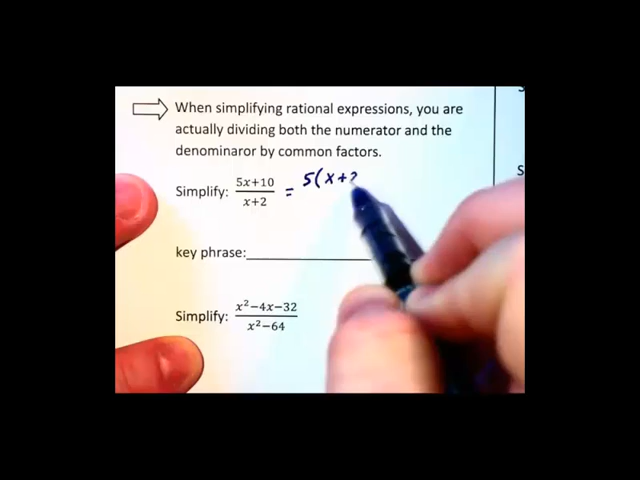 When simplifying rational expressions, you are
actually dividing both the numerator and the
denominaror by common factors.
Simplify: 5x+10/x+2 = 5(x+2
key phrase:
Simplify: x²−4x−32/x²−64